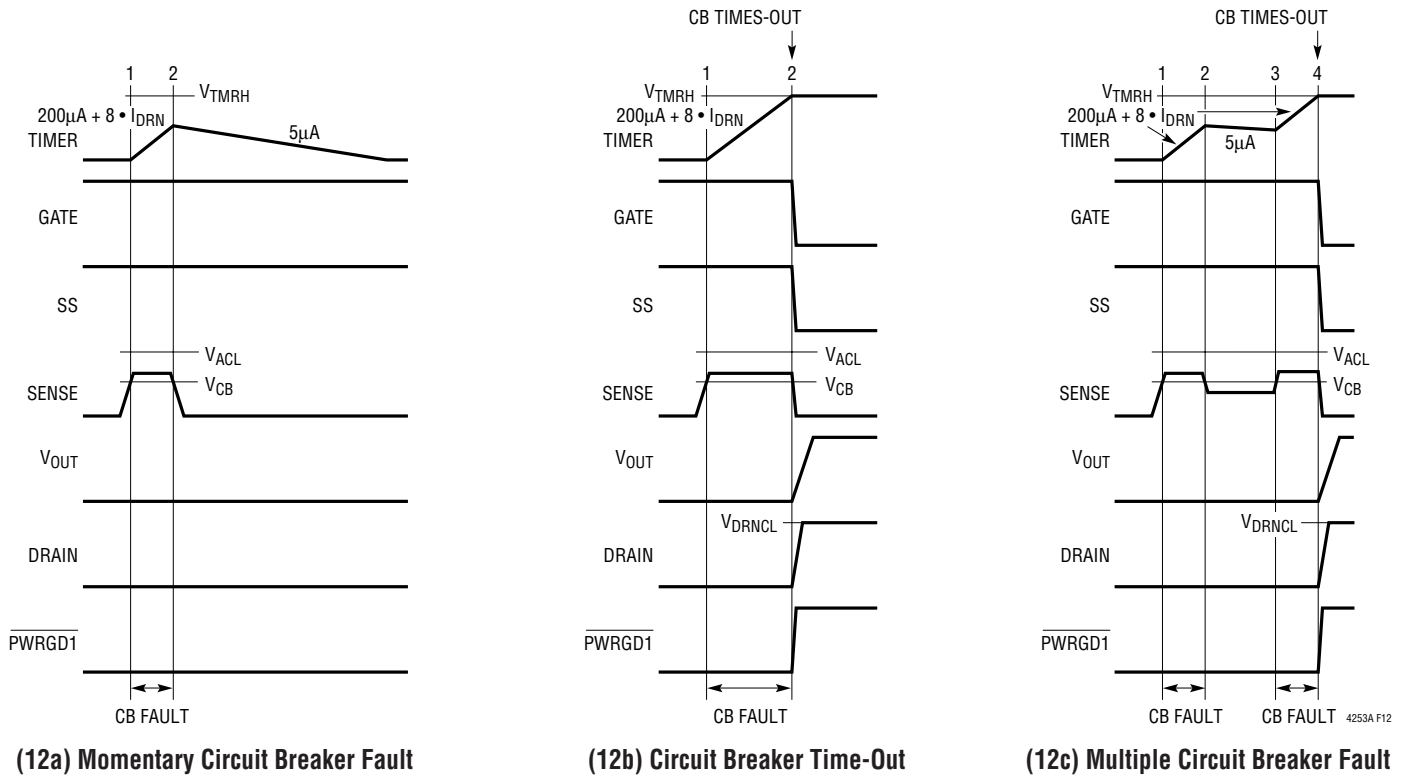 1 2
V_TMRH
200μA + 8 • I_DRN
5μA
TIMER
GATE
SS
V_ACL
V_CB
SENSE
V_OUT
DRAIN
PWRGD1
CB FAULT
(12a) Momentary Circuit Breaker Fault
CB TIMES-OUT
1 2
V_TMRH
200μA + 8 • I_DRN
TIMER
GATE
SS
V_ACL
V_CB
SENSE
V_OUT
V_DRNCL
DRAIN
PWRGD1
CB FAULT
(12b) Circuit Breaker Time-Out
CB TIMES-OUT
1 2 3 4
V_TMRH
200μA + 8 • I_DRN
TIMER
5μA
GATE
SS
V_ACL
V_CB
SENSE
V_OUT
V_DRNCL
DRAIN
PWRGD1
CB FAULT CB FAULT
4253A F12
(12c) Multiple Circuit Breaker Fault